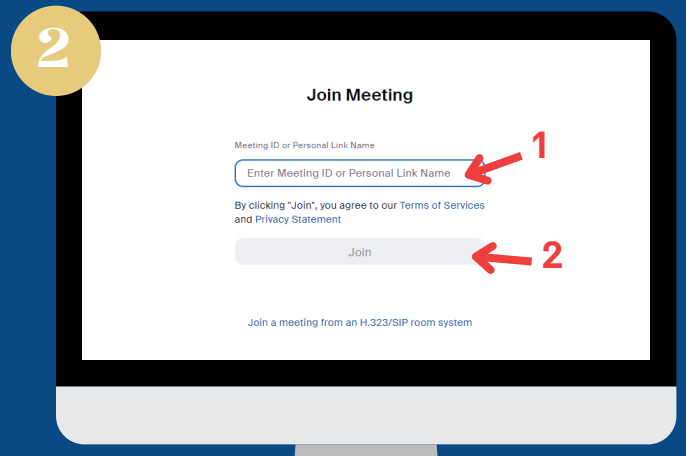 2
Join Meeting
1
Meeting ID or Personal Link Name
Enter Meeting ID or Personal Link Name
By clicking "Join", you agree to our Terms of Services
and Privacy Statement
Join
2
Join a meeting from an H.323/SIP room system